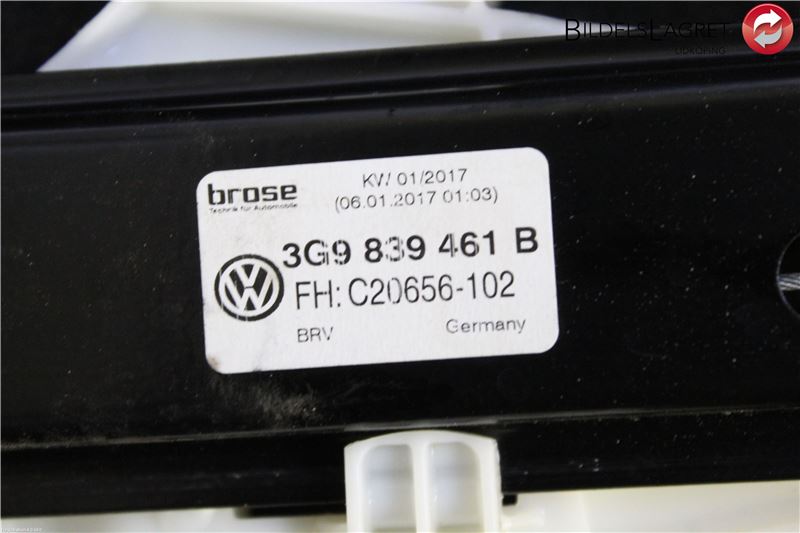 BILDELSLAGRET
LIDKÖPING
brose
Technik für Automobile
KW 01/2017
(06.01.2017 01:03)
3G9 839 461 B
FH: C20656-102
BRV
Germany